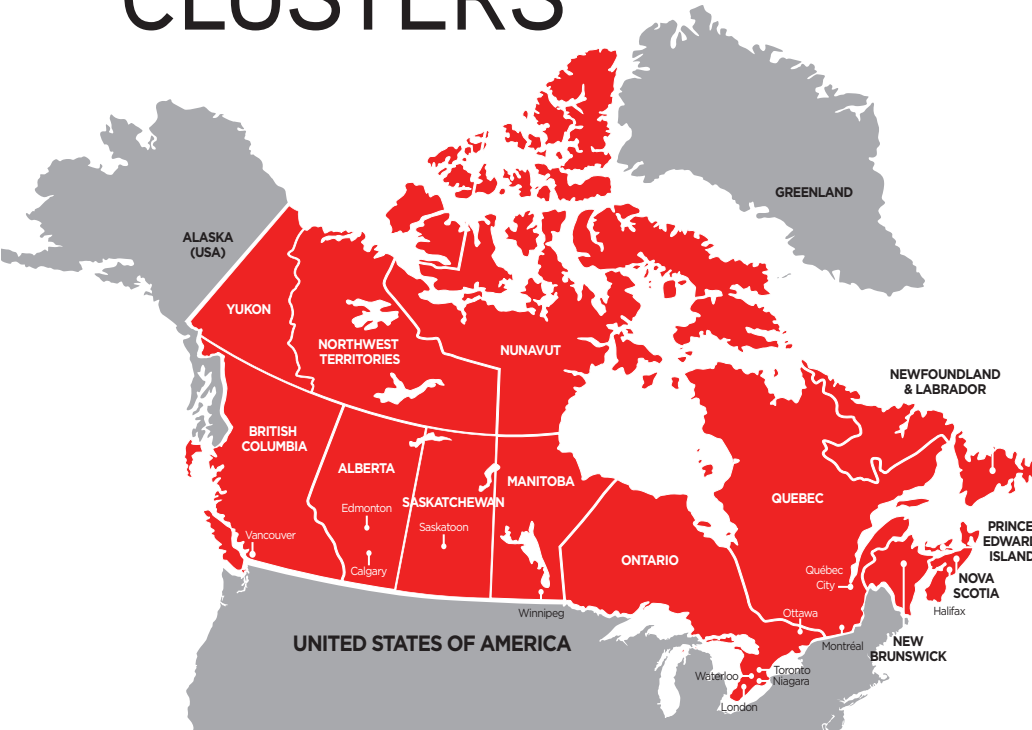 CLUSTERS
GREENLAND
ALASKA
(USA)
YUKON
NORTHWEST
TERRITORIES
NUNAVUT
NEWFOUNDLAND
& LABRADOR
BRITISH
COLUMBIA
ALBERTA
SASKATCHEWAN
MANITOBA
QUEBEC
Edmonton
Saskatoon
Vancouver
Calgary
ONTARIO
PRINCE
EDWARD
ISLAND
Québec
City
NOVA
SCOTIA
Halifax
Winnipeg
Ottawa
Montréal
NEW
BRUNSWICK
UNITED STATES OF AMERICA
Waterloo
Toronto
Niagara
London